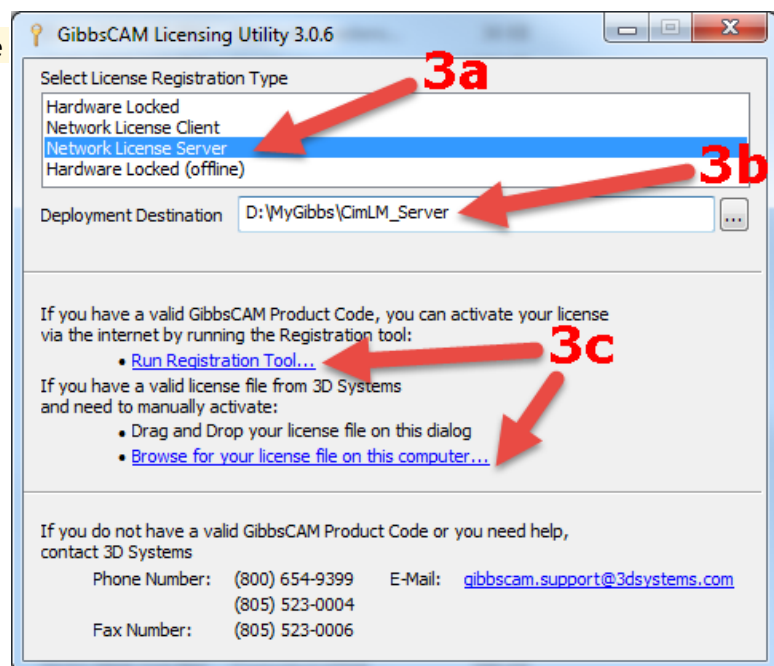 GibbsCAM Licensing Utility 3.0.6
e
Select License Registration Type
3a
Hardware Locked
Network License Client
Network License Server
Hardware Locked (offline)
3b
Deployment Destination D:\MyGibbs\CimLM_Server ...
If you have a valid GibbsCAM Product Code, you can activate your license
via the internet by running the Registration tool:
3c
• Run Registration Tool...
If you have a valid license file from 3D Systems
and need to manually activate:
• Drag and Drop your license file on this dialog
• Browse for your license file on this computer...
If you do not have a valid GibbsCAM Product Code or you need help,
contact 3D Systems
Phone Number: (800) 654-9399 E-Mail: gibbscam.support@3dsystems.com
(805) 523-0004
Fax Number: (805) 523-0006